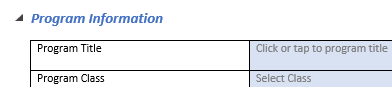 Program Information
Program Title Click or tap to program title
Program Class Select Class